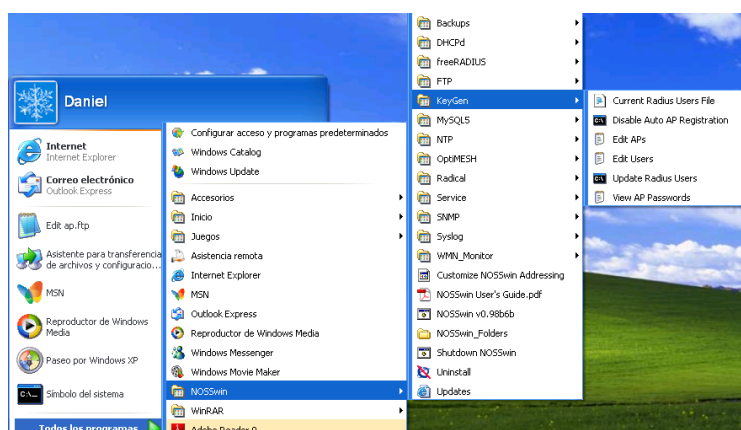 Daniel
Internet
Internet Explorer
Correo electrónico
Outlook Express
Edit ap.ftp
Asistente para transferencia
de archivos y configuracio...
MSN
Reproductor de Windows
Media
Paseo por Windows XP
C:\_
Símbolo del sistema
Todos los programas
Configurar acceso y programas predeterminados
Windows Catalog
Windows Update
Accesorios
Inicio
Juegos
Asistencia remota
Internet Explorer
MSN
Outlook Express
Reproductor de Windows Media
Windows Messenger
Windows Movie Maker
NOSSwin
WinRAR
Adobe Reader 9
Backups
DHCPd
freeRADIUS
FTP
KeyGen
MySQL5
NTP
OptiMESH
Radical
Service
SNMP
Syslog
WMN_Monitor
Customize NOSSwin Addressing
NOSSwin User's Guide.pdf
NOSSwin v0.98b6b
NOSSwin_Folders
Shutdown NOSSwin
Uninstall
Updates
Current Radius Users File
Disable Auto AP Registration
Edit APs
Edit Users
Update Radius Users
View AP Passwords